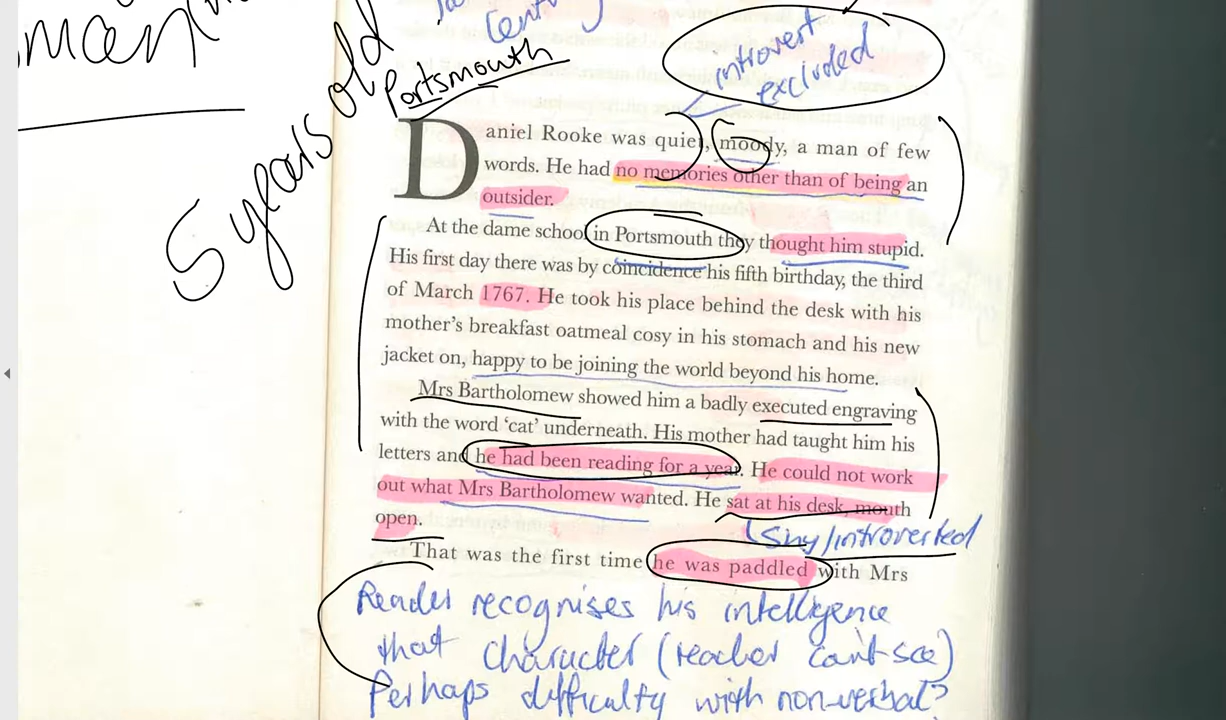 5 years old
Portsmouth
introvert
excluded
Daniel Rooke was quiet, moody, a man of few
words. He had no memories other than of being an
outsider.
At the dame school in Portsmouth they thought him stupid.
His first day there was by coincidence his fifth birthday, the third
of March 1767. He took his place behind the desk with his
mother's breakfast oatmeal cosy in his stomach and his new
jacket on, happy to be joining the world beyond his home.
Mrs Bartholomew showed him a badly executed engraving
with the word 'cat' underneath. His mother had taught him his
letters and he had been reading for a year. He could not work
out what Mrs Bartholomew wanted. He sat at his desk, mouth
open.
Shy/introverted
That was the first time he was paddled with Mrs
Reader recognises his intelligence
that character (teacher can't see)
Perhaps difficulty with non-verbal?